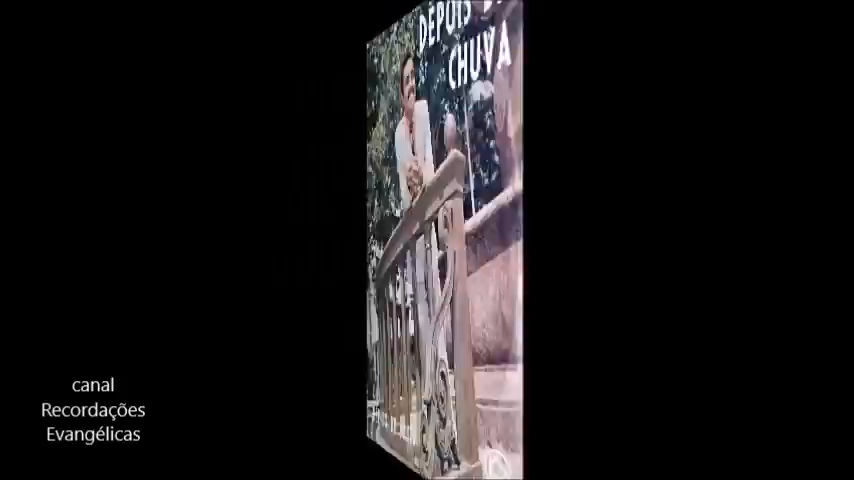 DEPOIS
CHUVA
canal
Recordações
Evangélicas